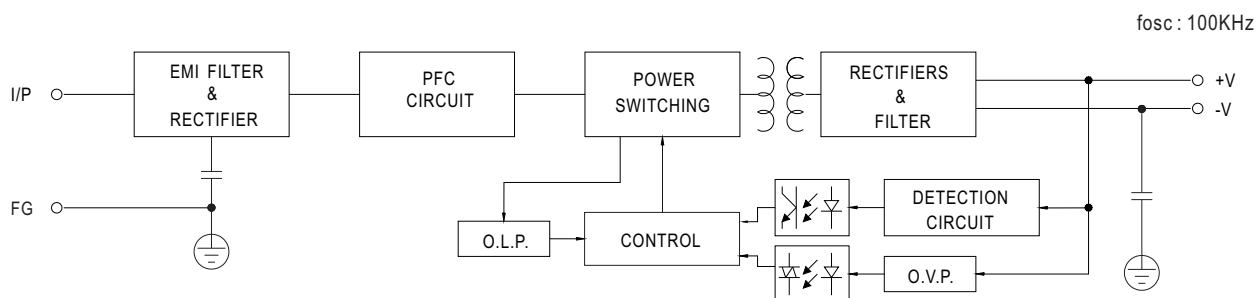 fosc : 100KHz
I/P
EMI FILTER
&
RECTIFIER
PFC
CIRCUIT
POWER
SWITCHING
RECTIFIERS
&
FILTER
+V
-V
FG
O.L.P.
CONTROL
DETECTION
CIRCUIT
O.V.P.